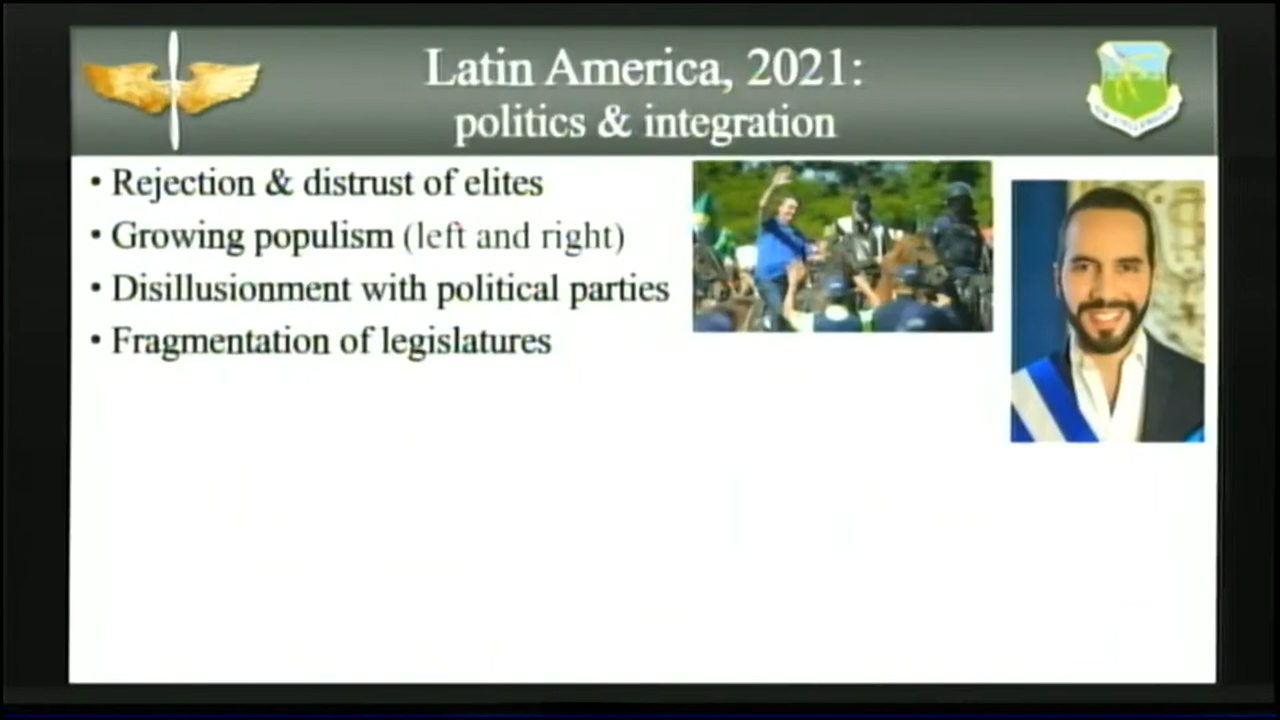 Latin America, 2021:
politics & integration
• Rejection & distrust of elites
• Growing populism (left and right)
• Disillusionment with political parties
• Fragmentation of legislatures